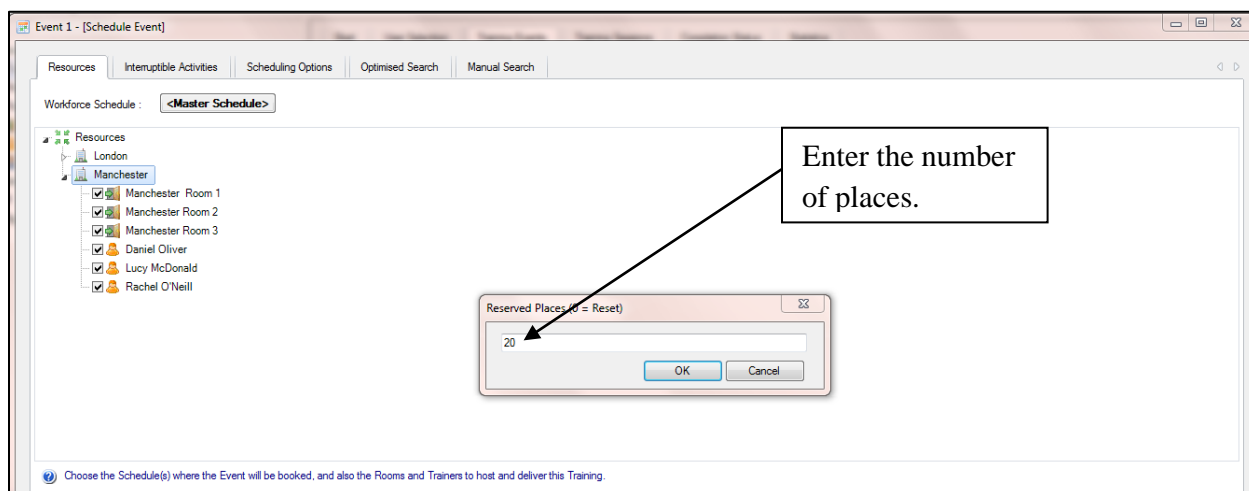 Event 1 - [Schedule Event]
Resources Interruptible Activities Scheduling Options Optimised Search Manual Search
Workforce Schedule : <Master Schedule>
Resources
London
Manchester
Manchester Room 1
Manchester Room 2
Manchester Room 3
Daniel Oliver
Lucy McDonald
Rachel O'Neill
Enter the number
of places.
Reserved Places (0 = Reset)
20
OK Cancel
Choose the Schedule(s) where the Event will be booked, and also the Rooms and Trainers to host and deliver this Training.